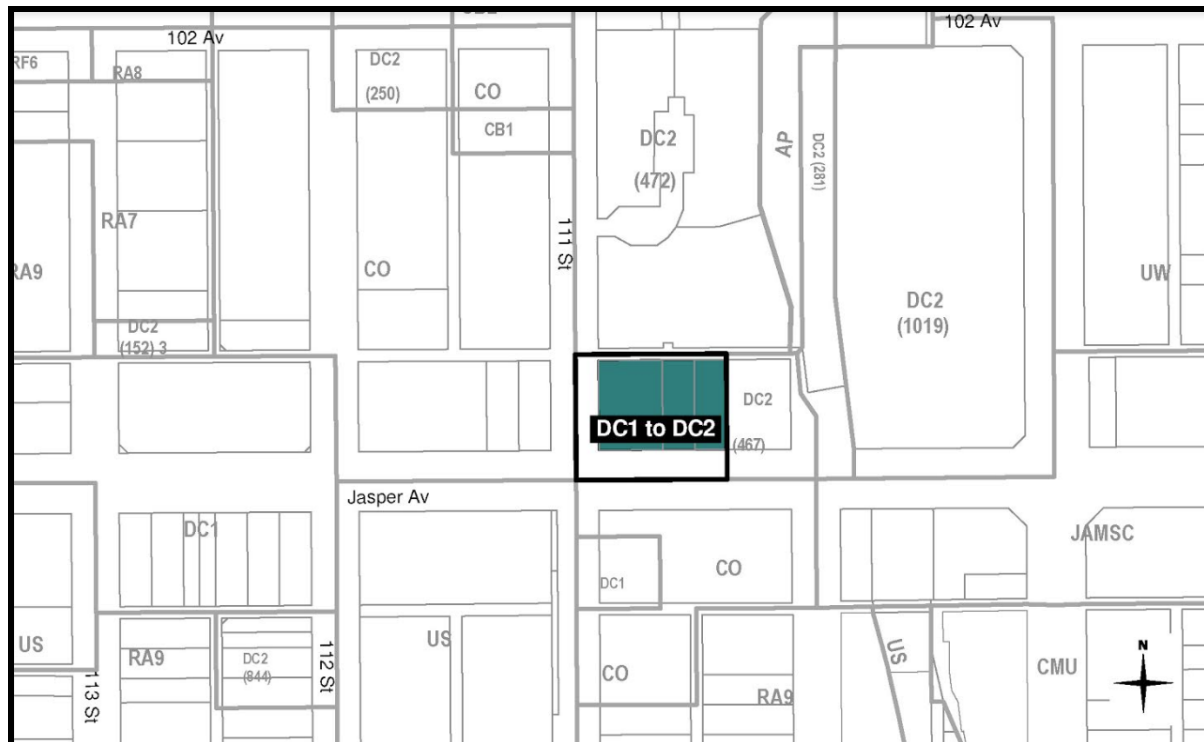 102 Av
102 Av
RF6
RA8
DC2
(250)
CO
CB1
DC2
(472)
AP
DC2 (281)
RA7
111 St
RA9
CO
UW
DC2
(1019)
DC2
(152) 3
DC2
(467)
DC1 to DC2
Jasper Av
DC1
JAMSC
DC1
CO
US
RA9
DC2
(844)
112 St
113 St
US
CO
RA9
US
CMU
N